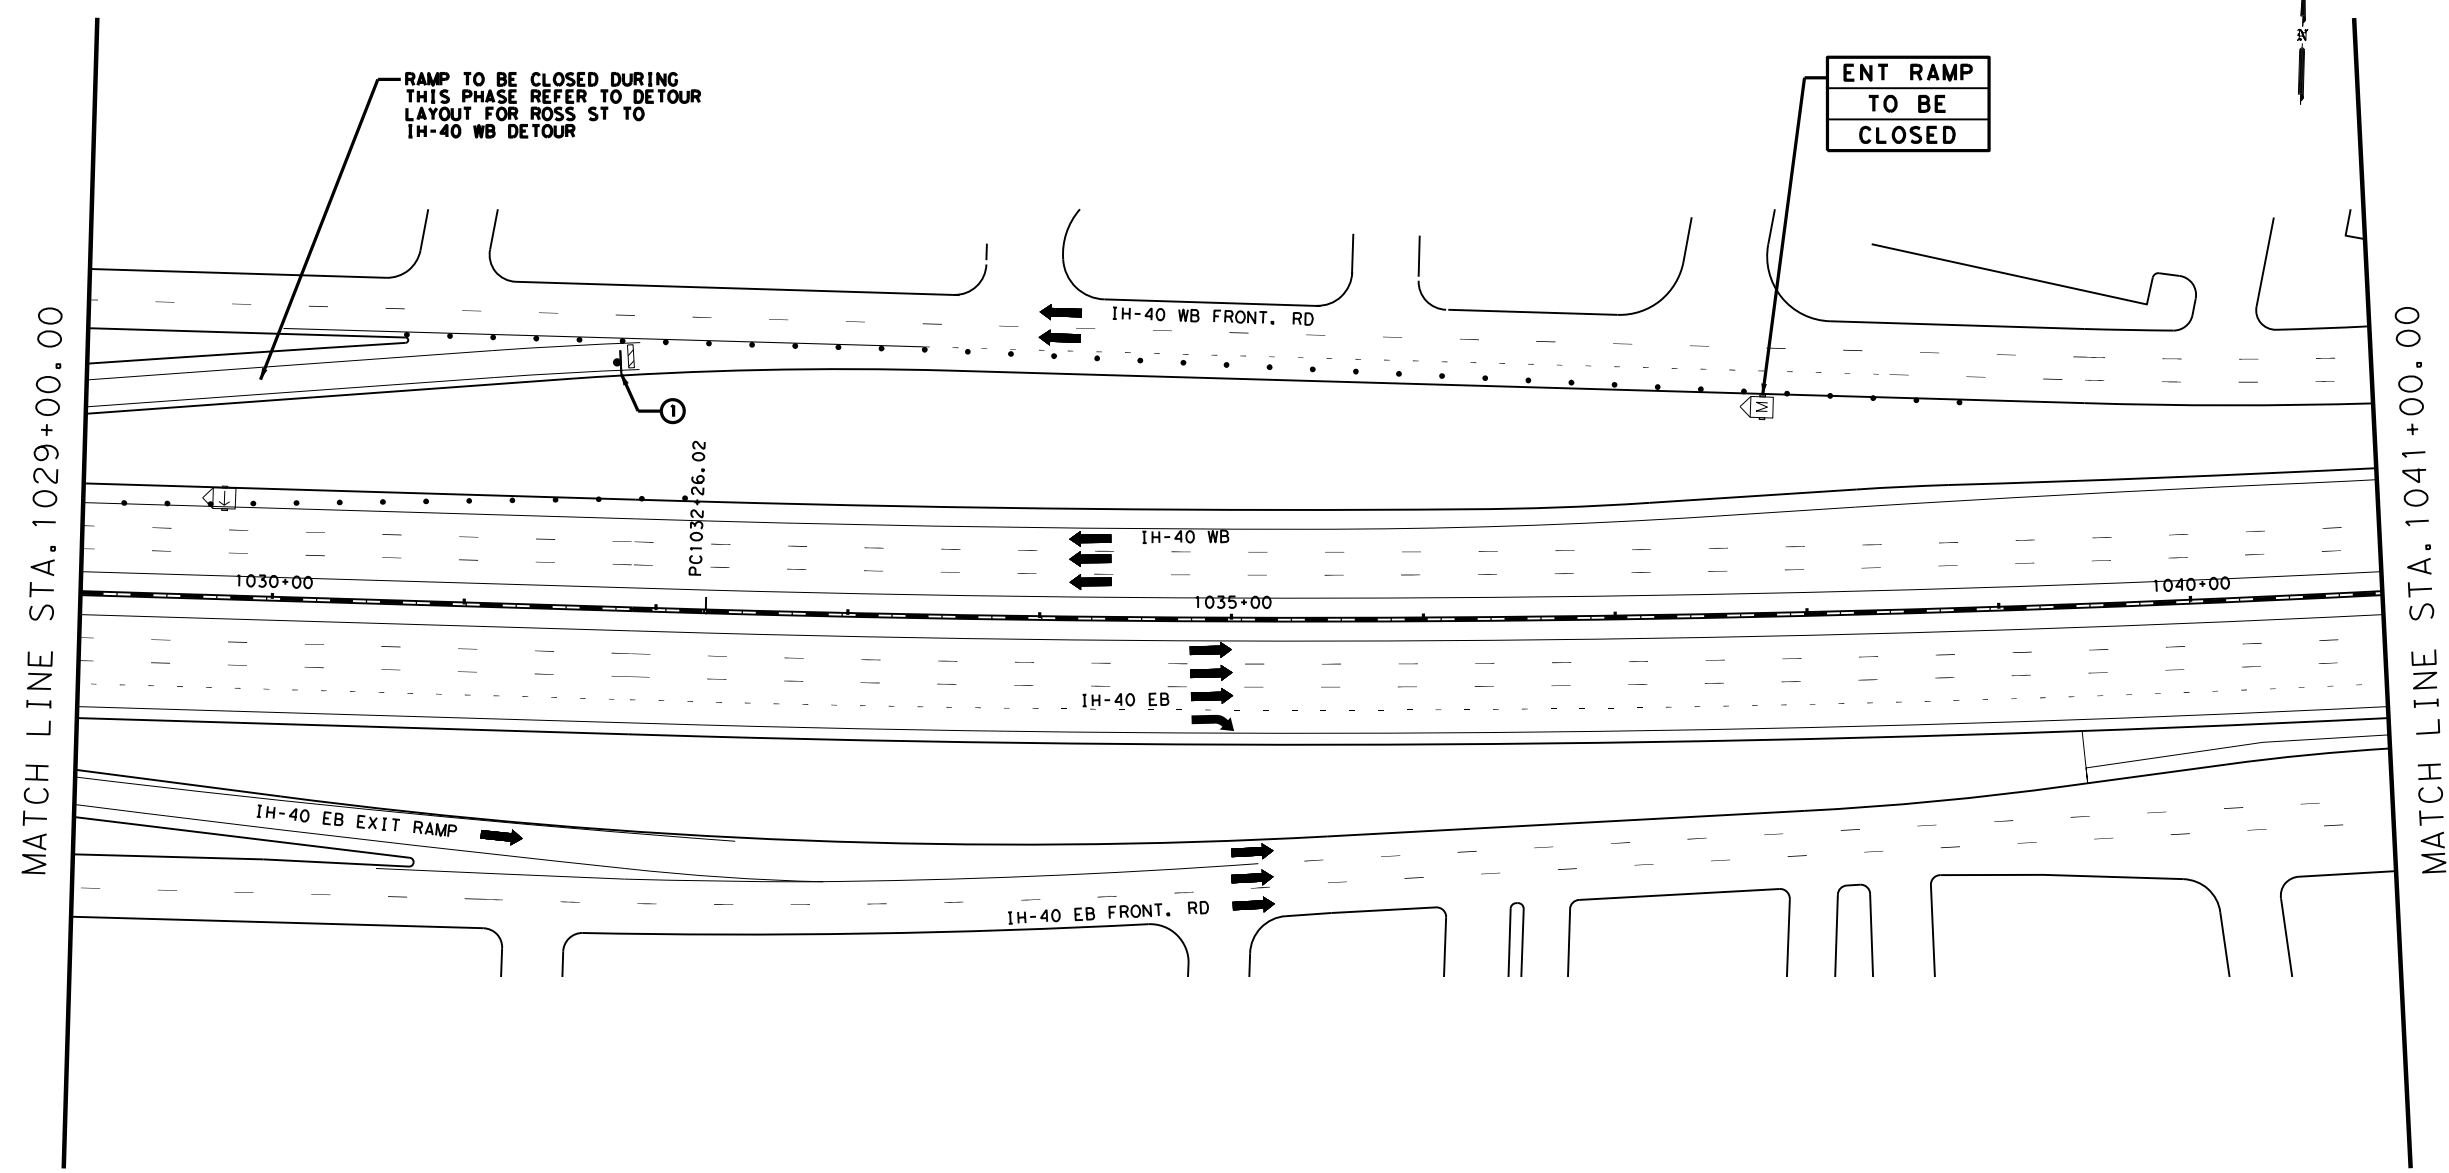 N
RAMP TO BE CLOSED DURING
THIS PHASE REFER TO DETOUR
LAYOUT FOR ROSS ST TO
IH-40 WB DETOUR
ENT RAMP
TO BE
CLOSED
IH-40 WB FRONT. RD
1
M
MATCH LINE STA. 1029+00.00
MATCH LINE STA. 1041+00.00
PC1032+26.02
IH-40 WB
1030+00
1035+00
1040+00
IH-40 EB
IH-40 EB EXIT RAMP
IH-40 EB FRONT. RD